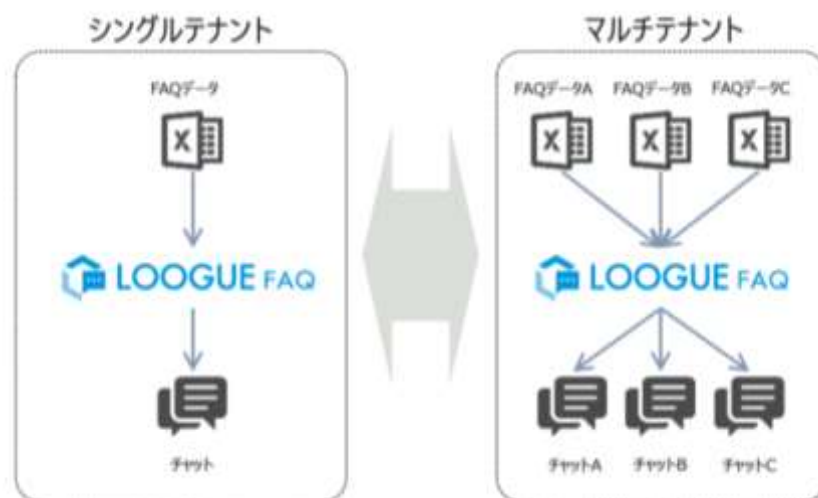 シングルテナント
FAQデータ
X
LOOGUE FAQ
チャット
マルチテナント
FAQデータA FAQデータB FAQデータC
X X X
LOOGUE FAQ
チャットA チャットB チャットC